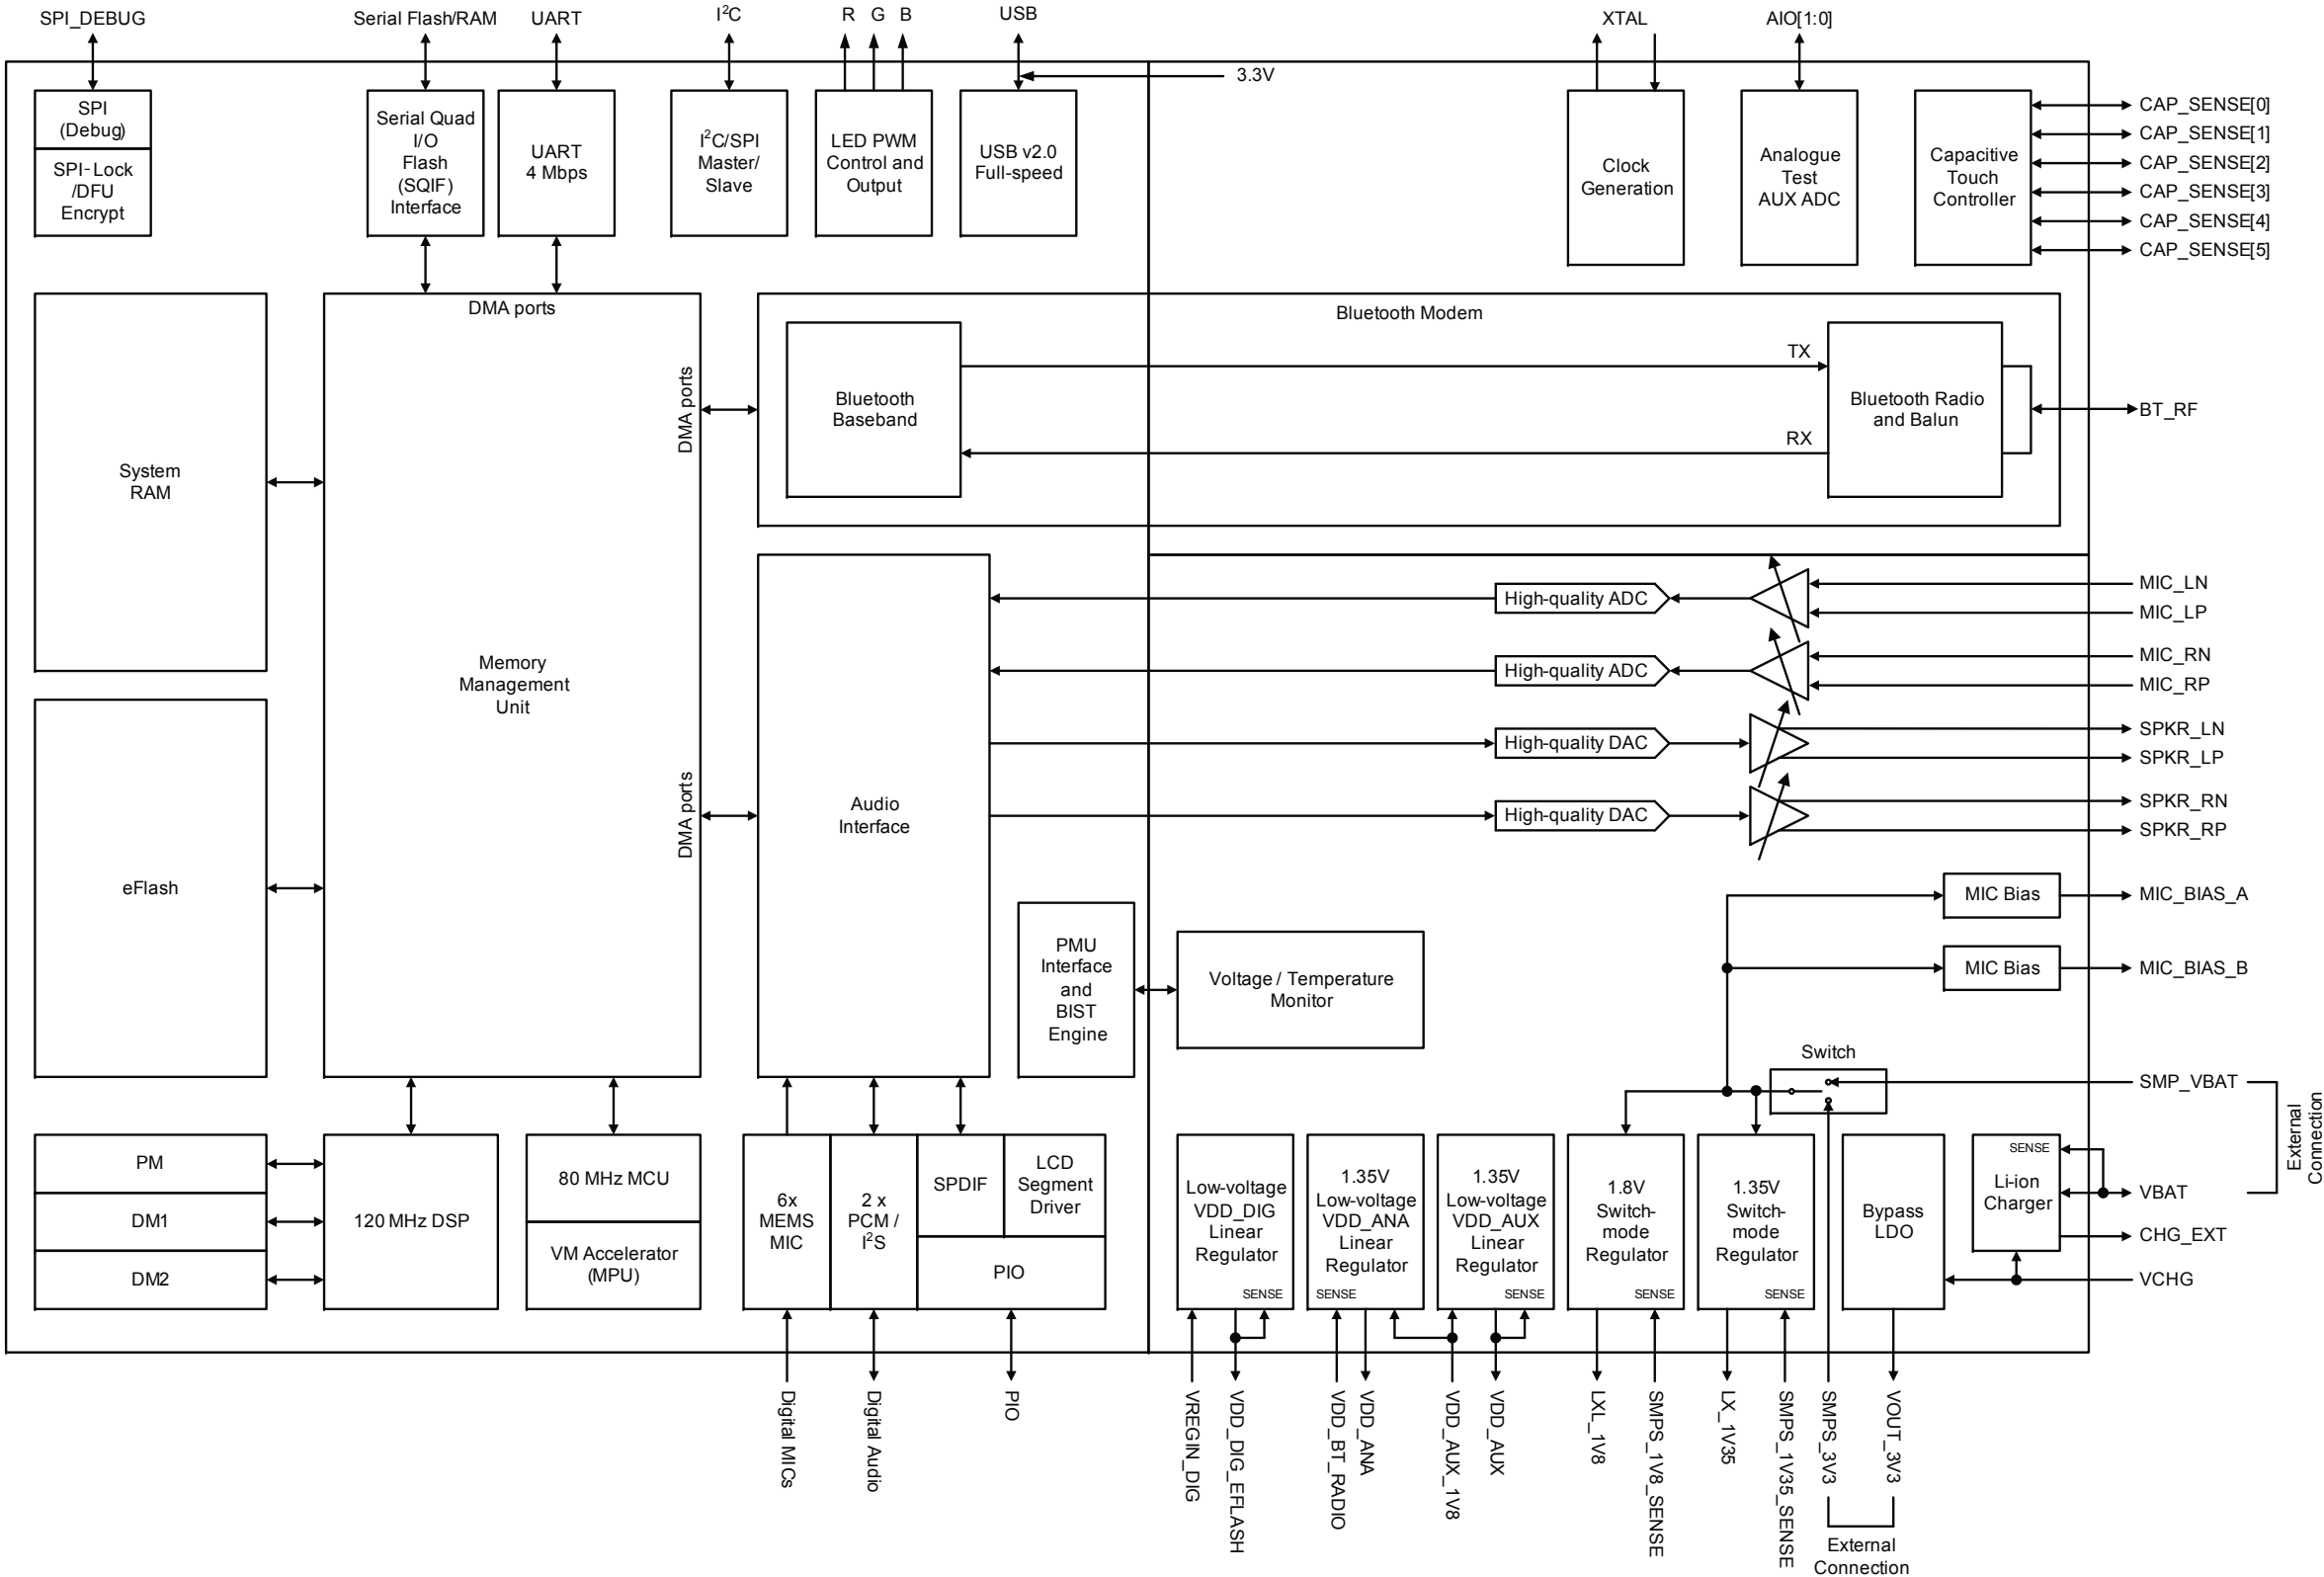 SPI_DEBUG
Serial Flash/RAM
UART
I²C
R G B
USB
XTAL
AIO[1:0]
3.3V
SPI
(Debug)
SPI-Lock
/DFU
Encrypt
Serial Quad
I/O
Flash
(SQIF)
Interface
UART
4 Mbps
I²C/SPI
Master/
Slave
LED PWM
Control and
Output
USB v2.0
Full-speed
Clock
Generation
Analogue
Test
AUX ADC
Capacitive
Touch
Controller
CAP_SENSE[0]
CAP_SENSE[1]
CAP_SENSE[2]
CAP_SENSE[3]
CAP_SENSE[4]
CAP_SENSE[5]
System
RAM
DMA ports
DMA ports
Memory
Management
Unit
DMA ports
Bluetooth Modem
Bluetooth
Baseband
TX
RX
Bluetooth Radio
and Balun
BT_RF
eFlash
Audio
Interface
High-quality ADC
High-quality ADC
High-quality DAC
High-quality DAC
MIC_LN
MIC_LP
MIC_RN
MIC_RP
SPKR_LN
SPKR_LP
SPKR_RN
SPKR_RP
MIC Bias
MIC_BIAS_A
MIC Bias
MIC_BIAS_B
PMU
Interface
and
BIST
Engine
Voltage / Temperature
Monitor
Switch
SMP_VBAT
External
Connection
PM
DM1
DM2
120 MHz DSP
80 MHz MCU
VM Accelerator
(MPU)
6x
MEMS
MIC
2 x
PCM /
I²S
SPDIF
LCD
Segment
Driver
PIO
Low-voltage
VDD_DIG
Linear
Regulator
SENSE
1.35V
Low-voltage
VDD_ANA
Linear
Regulator
SENSE
1.35V
Low-voltage
VDD_AUX
Linear
Regulator
SENSE
1.8V
Switch-
mode
Regulator
SENSE
1.35V
Switch-
mode
Regulator
SENSE
Bypass
LDO
SENSE
Li-ion
Charger
VBAT
CHG_EXT
VCHG
Digital MICs
Digital Audio
PIO
VREGIN_DIG
VDD_DIG_EFLASH
VDD_BT_RADIO
VDD_ANA
VDD_AUX_1V8
VDD_AUX
LXL_1V8
SMPS_1V8_SENSE
LX_1V35
SMPS_1V35_SENSE
SMPS_3V3
VOUT_3V3
External
Connection